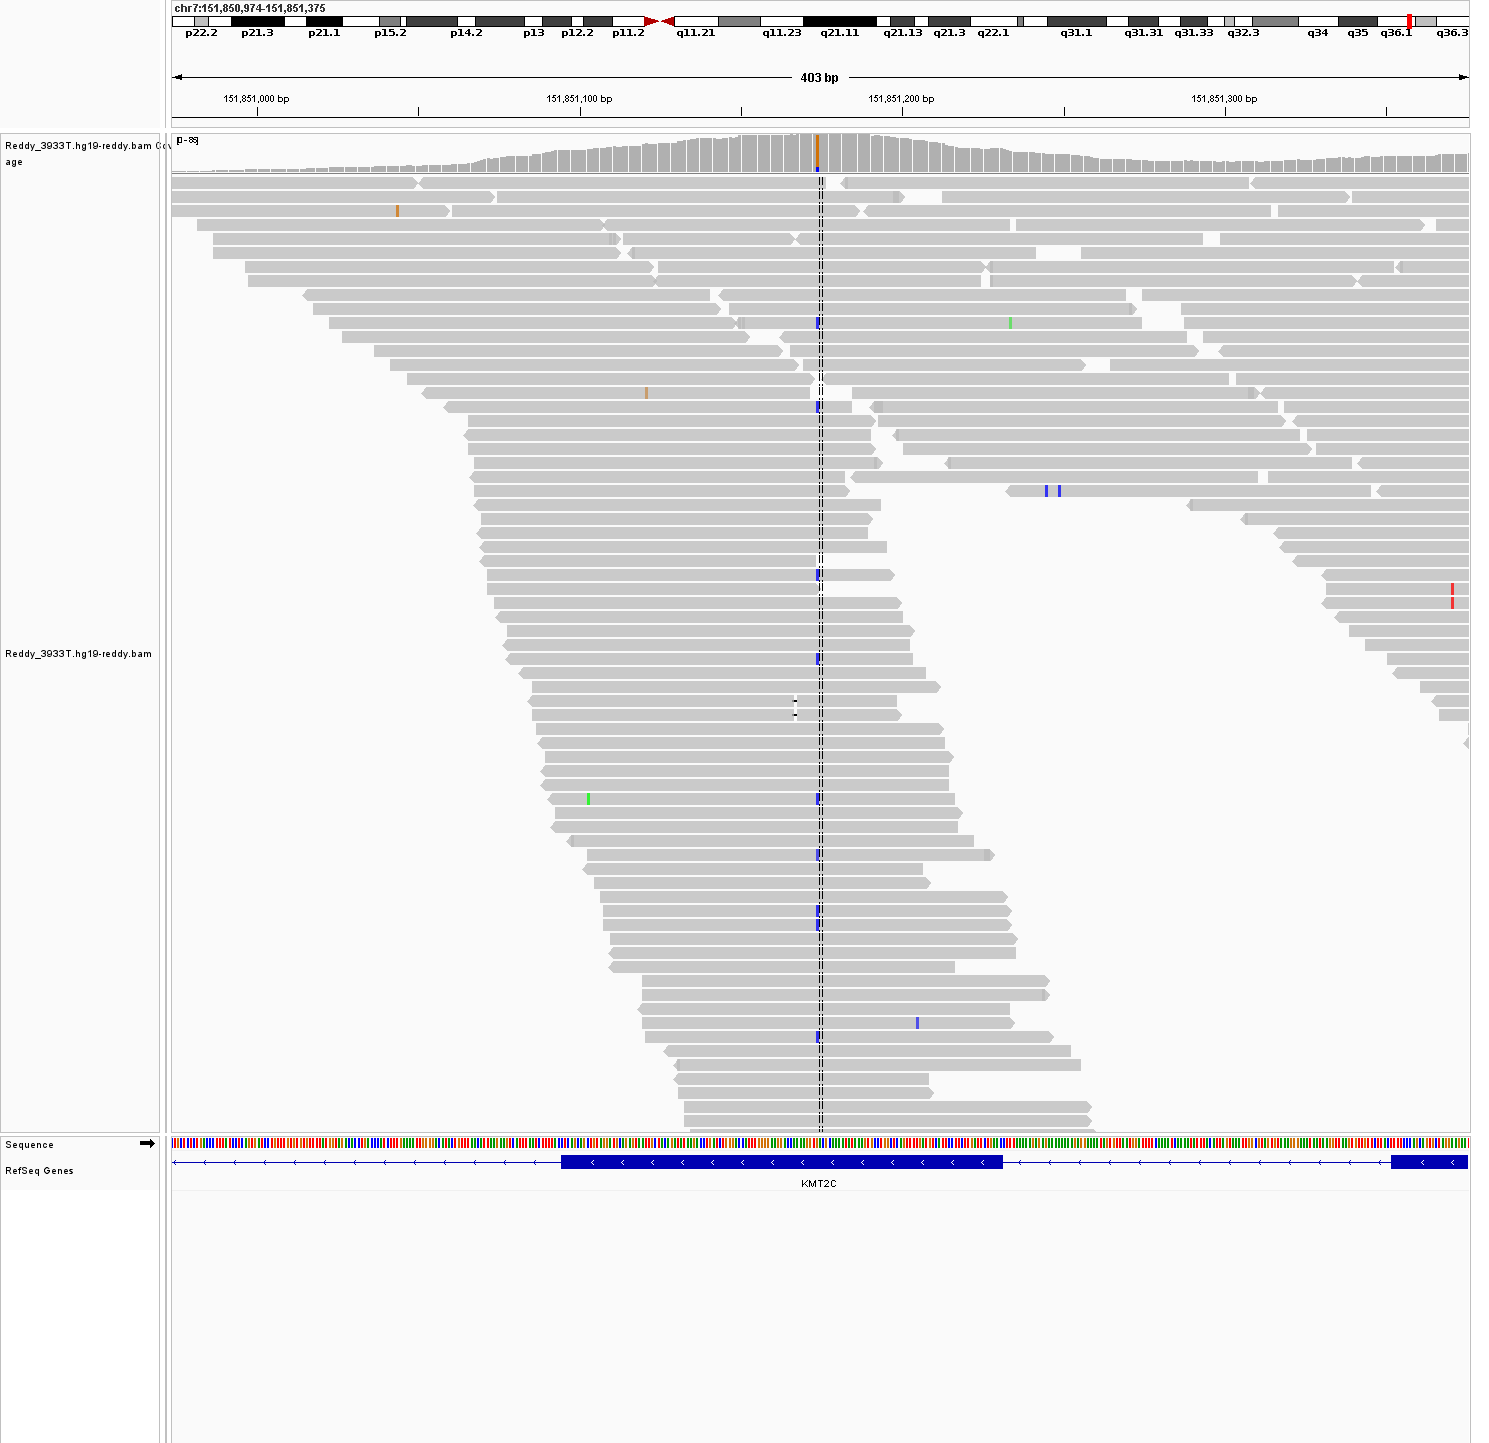 chr7:151,850,974-151,851,375
p22.2 p21.3 p21.1 p15.2 p14.2 p13 p12.2 p11.2 q11.21 q11.23 q21.11 q21.13 q21.3 q22.1 q31.1 q31.31 q31.33 q32.3 q34 q35 q36.1 q36.3
403 bp
151,851,000 bp 151,851,100 bp 151,851,200 bp 151,851,300 bp
Reddy_3933T.hg19-reddy.bam Cov
age
Reddy_3933T.hg19-reddy.bam
Sequence
RefSeq Genes
KMT2C